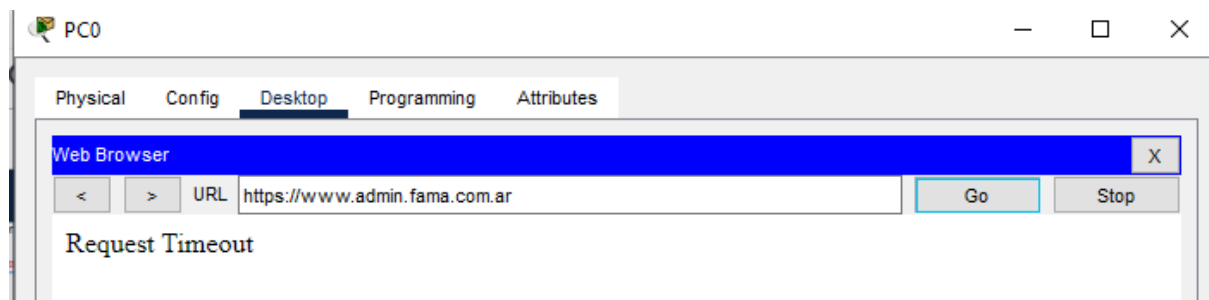 PC0
Physical Config Desktop Programming Attributes
Web Browser X
< > URL https://www.admin.fama.com.ar Go Stop
Request Timeout